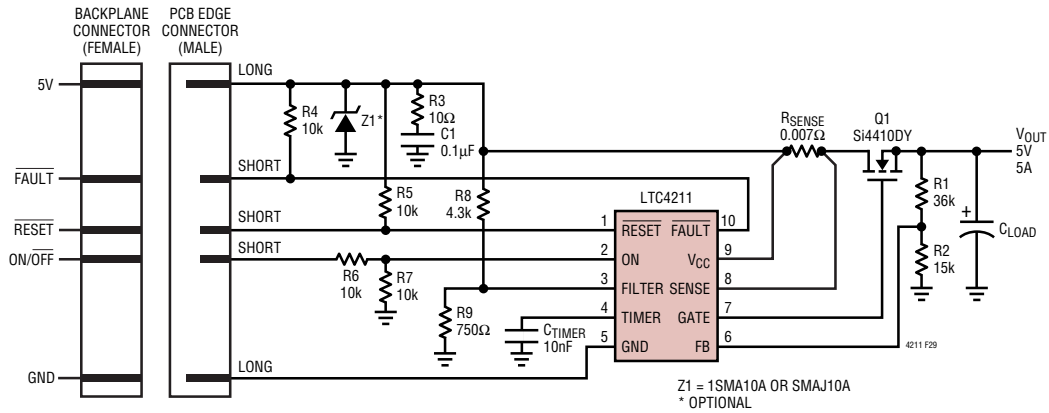 BACKPLANE
CONNECTOR
(FEMALE)
PCB EDGE
CONNECTOR
(MALE)
5V
LONG
R4
10k
Z1*
R3
10Ω
C1
0.1µF
RSENSE
0.007Ω
Q1
Si4410DY
VOUT
5V
5A
FAULT
SHORT
R5
10k
R8
4.3k
LTC4211
R1
36k
RESET
SHORT
1
RESET
FAULT
10
+
CLOAD
ON/OFF
SHORT
R6
10k
R7
10k
2
ON
VCC
9
R2
15k
3
FILTER
SENSE
8
R9
750Ω
CTIMER
10nF
4
TIMER
GATE
7
5
GND
FB
6
4211 F29
GND
LONG
Z1 = 1SMA10A OR SMAJ10A
* OPTIONAL